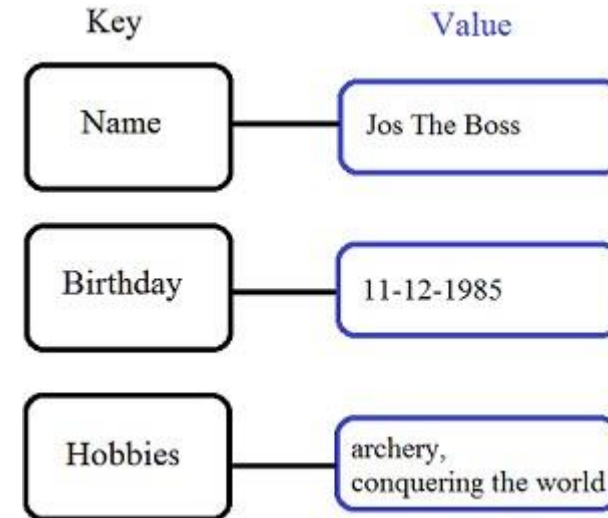 Key Value
Name Jos The Boss
Birthday 11-12-1985
Hobbies archery,
conquering the world